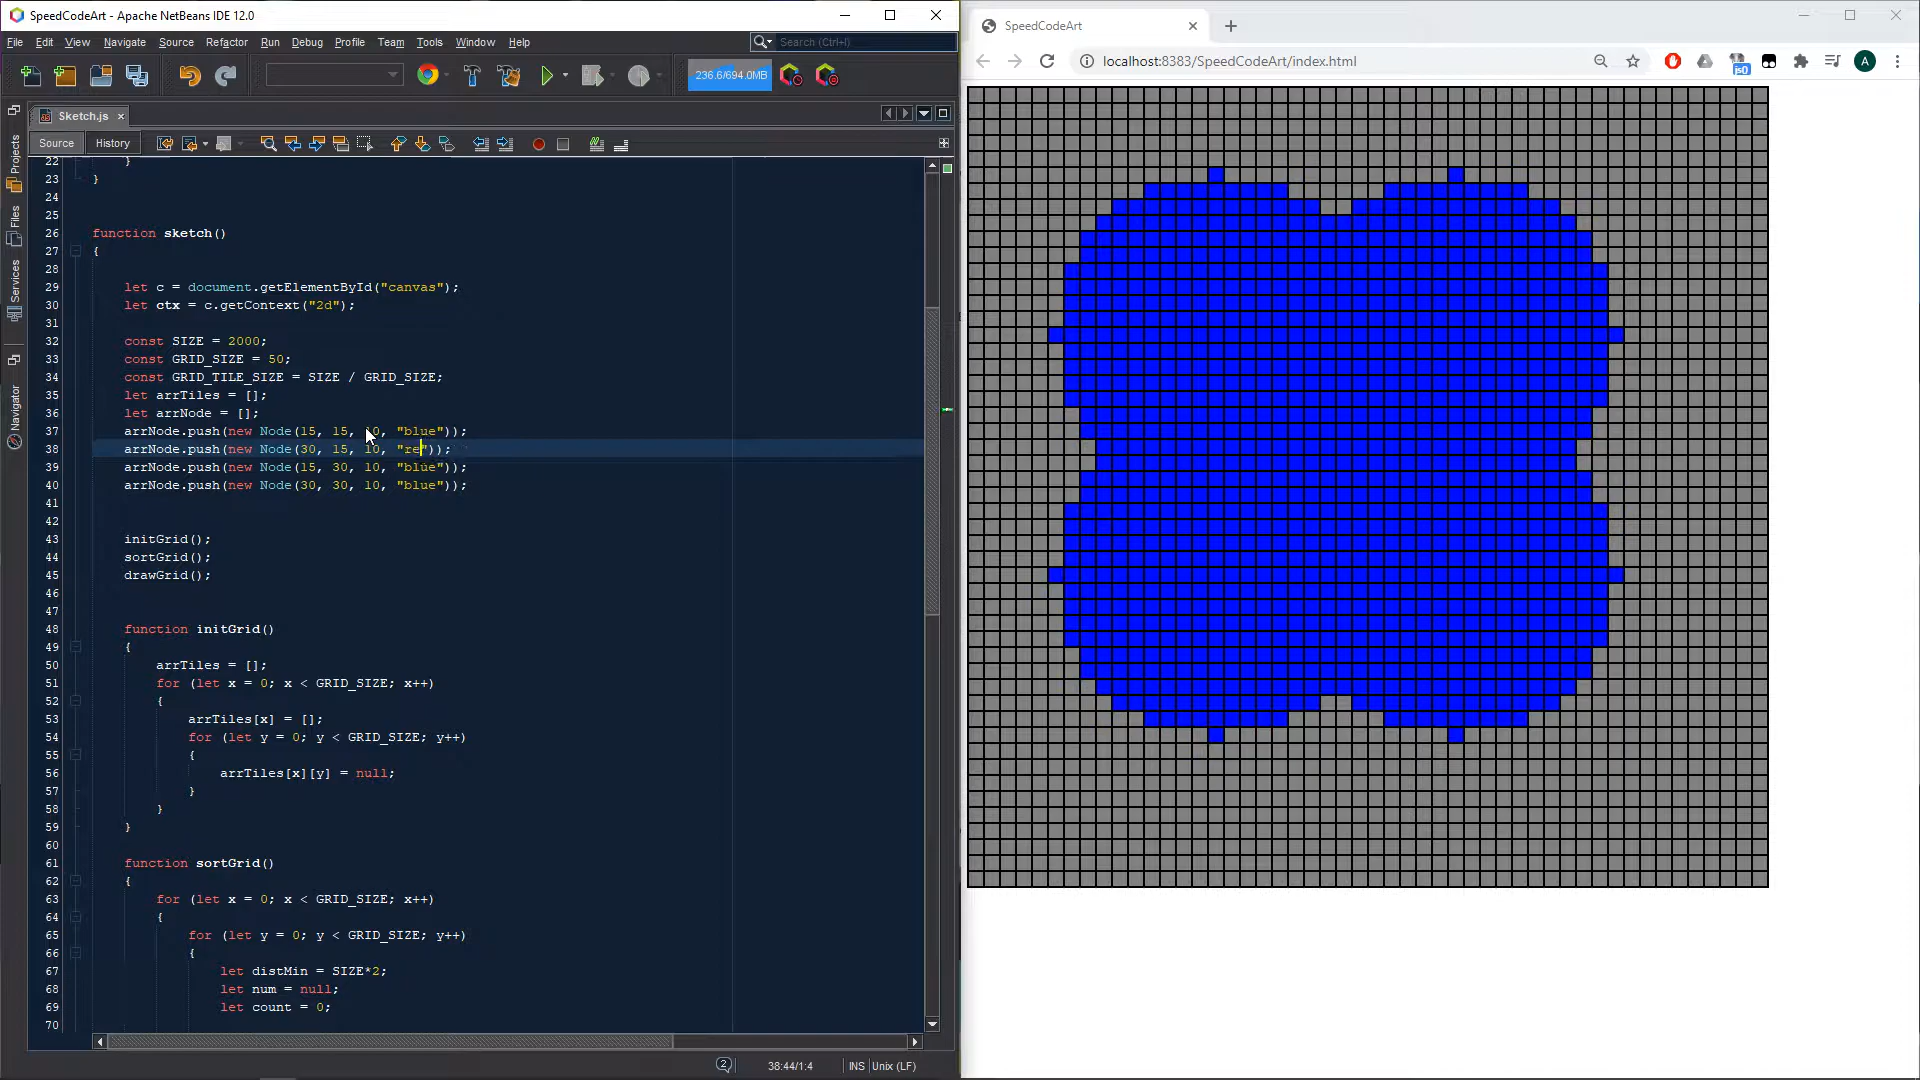 SpeedCodeArt - Apache NetBeans IDE 12.0
File Edit View Navigate Source Refactor Run Debug Profile Team Tools Window Help
Search (Ctrl+I)
236.6/694.0MB
Sketch.js
Source History
Projects
Files
Services
Navigator
22 }
23 }
24
25
26 function sketch()
27 {
28
29 let c = document.getElementById("canvas");
30 let ctx = c.getContext("2d");
31
32 const SIZE = 2000;
33 const GRID_SIZE = 50;
34 const GRID_TILE_SIZE = SIZE / GRID_SIZE;
35 let arrTiles = [];
36 let arrNode = [];
37 arrNode.push(new Node(15, 15, 10, "blue"));
38 arrNode.push(new Node(30, 15, 10, "re"));
39 arrNode.push(new Node(15, 30, 10, "blue"));
40 arrNode.push(new Node(30, 30, 10, "blue"));
41
42
43 initGrid();
44 sortGrid();
45 drawGrid();
46
47
48 function initGrid()
49 {
50 arrTiles = [];
51 for (let x = 0; x < GRID_SIZE; x++)
52 {
53 arrTiles[x] = [];
54 for (let y = 0; y < GRID_SIZE; y++)
55 {
56 arrTiles[x][y] = null;
57 }
58 }
59 }
60
61 function sortGrid()
62 {
63 for (let x = 0; x < GRID_SIZE; x++)
64 {
65 for (let y = 0; y < GRID_SIZE; y++)
66 {
67 let distMin = SIZE*2;
68 let num = null;
69 let count = 0;
70
2
38:44/1:4 INS Unix (LF)
SpeedCodeArt
localhost:8383/SpeedCodeArt/index.html
js0
A